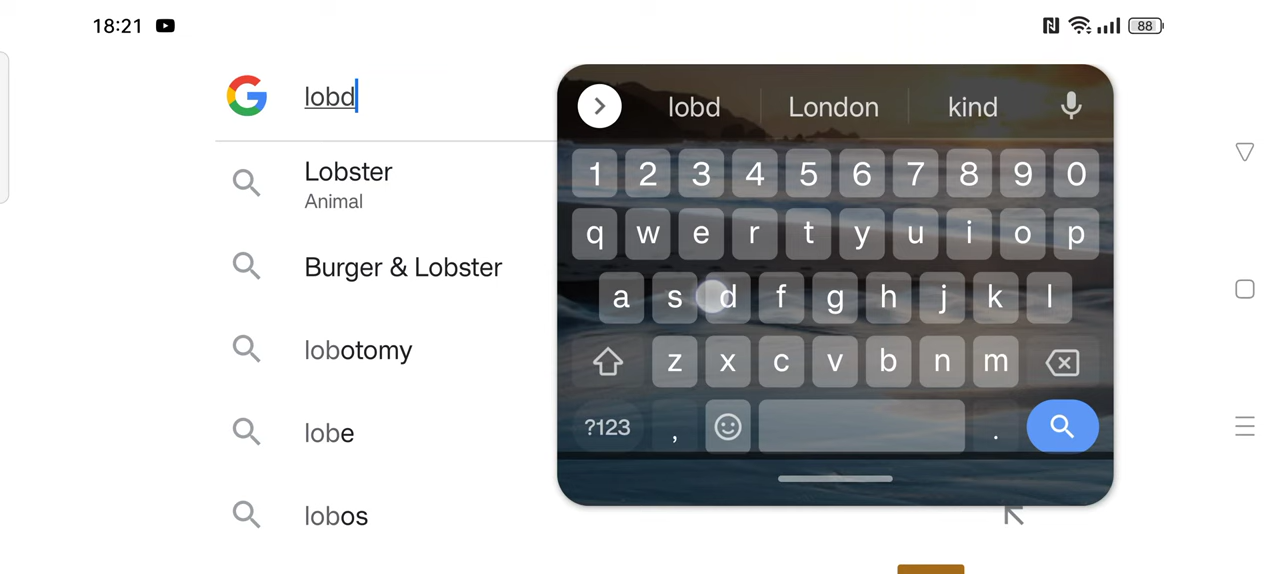 18:21
88
lobd
Lobster
Animal
Burger & Lobster
lobotomy
lobe
lobos
lobd London kind
1 2 3 4 5 6 7 8 9 0
q w e r t y u i o p
a s d f g h j k l
z x c v b n m
?123 , .